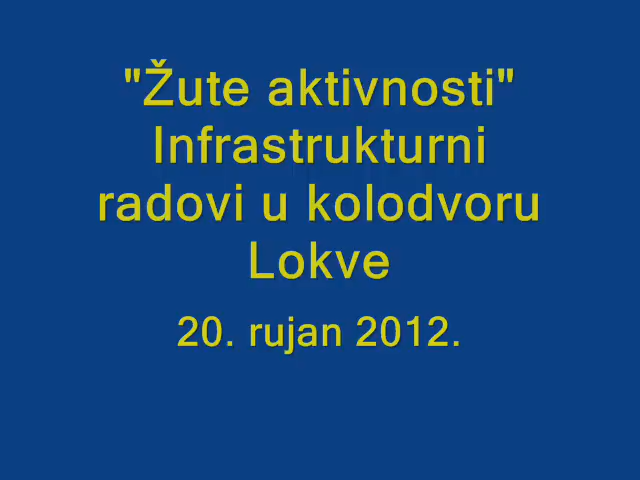 "Žute aktivnosti"
Infrastrukturni
radovi u kolodvoru
Lokve
20. rujan 2012.